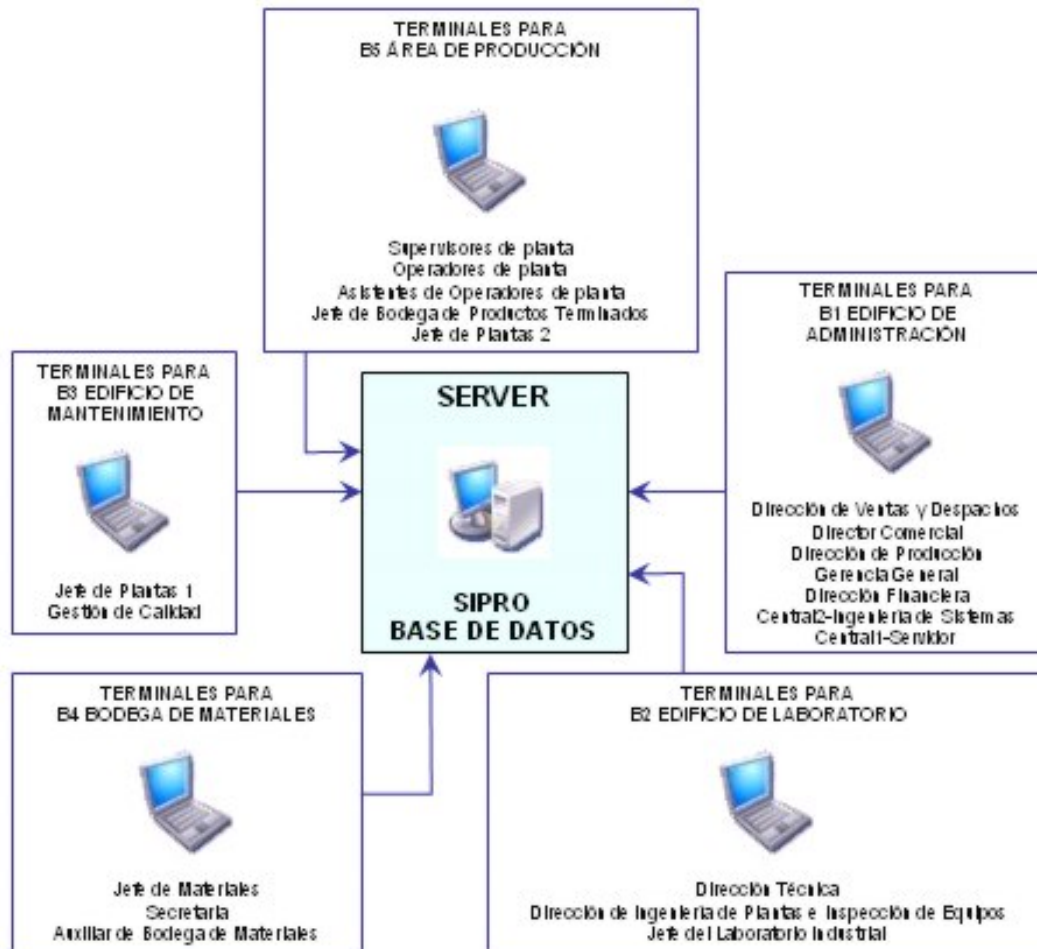 TERMINALES PARA
B5 ÁREA DE PRODUCCIÓN
Supervisores de planta
Operadores de planta
Asistentes de Operadores de planta
Jefe de Bodega de Productos Terminados
Jefe de Plantas 2
TERMINALES PARA
B1 EDIFICIO DE
ADMINISTRACIÓN
Dirección de Ventas y Despachos
Director Comercial
Dirección de Producción
Gerencia General
Dirección Financiera
Central2-Ingeniería de Sistemas
Central1-Servidor
TERMINALES PARA
B3 EDIFICIO DE
MANTENIMIENTO
Jefe de Plantas 1
Gestión de Calidad
SERVER
SIPRO
BASE DE DATOS
TERMINALES PARA
B4 BODEGA DE MATERIALES
Jefe de Materiales
Secretaria
Auxiliar de Bodega de Materiales
TERMINALES PARA
B2 EDIFICIO DE LABORATORIO
Dirección Técnica
Dirección de Ingeniería de Plantas e Inspección de Equipos
Jefe del Laboratorio Industrial